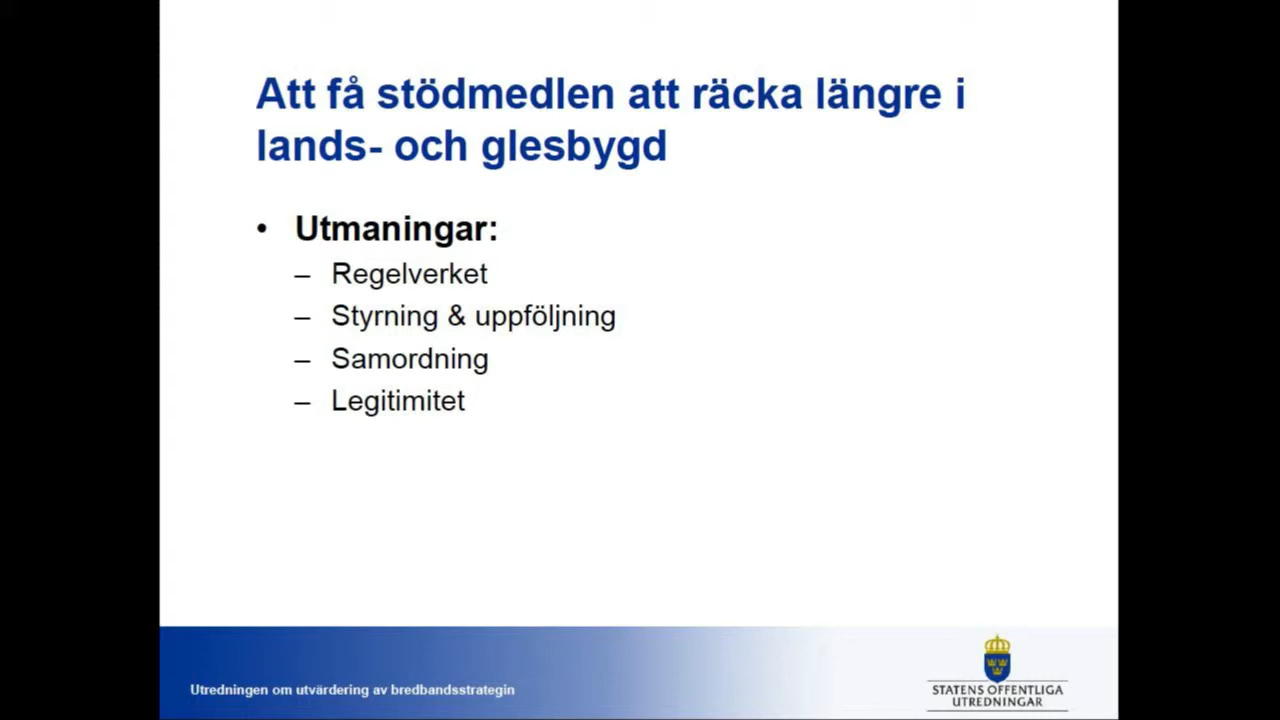 Att få stödmedlen att räcka längre i
lands- och glesbygd
• Utmaningar:
– Regelverket
– Styrning & uppföljning
– Samordning
– Legitimitet
Utredningen om utvärdering av bredbandsstrategin
STATENS OFFENTLIGA
UTREDNINGAR